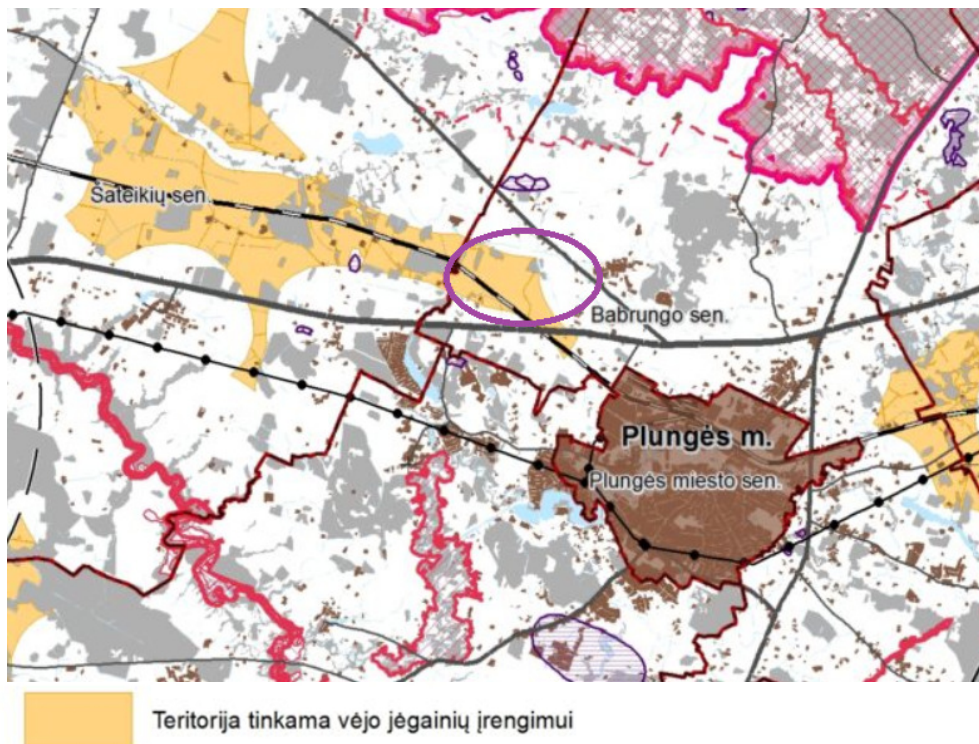 Šateikių sen.
Babrungo sen.
Plungės m.
Plungės miesto sen.
Teritorija tinkama vėjo jėgainių įrengimui